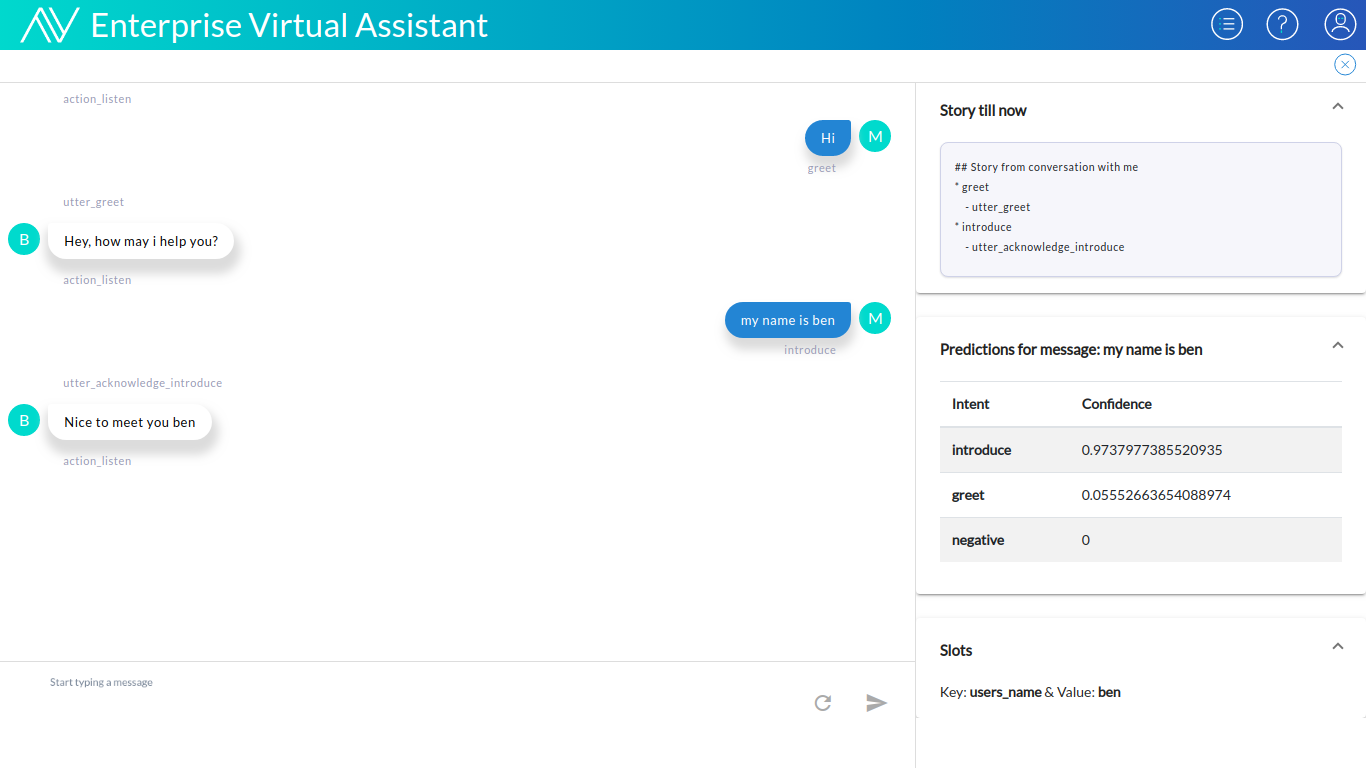 Enterprise Virtual Assistant
action_listen
Hi
M
greet
utter_greet
B
Hey, how may i help you?
action_listen
my name is ben
M
introduce
utter_acknowledge_introduce
B
Nice to meet you ben
action_listen
Start typing a message
Story till now
## Story from conversation with me
* greet
- utter_greet
* introduce
- utter_acknowledge_introduce
Predictions for message: my name is ben
Intent Confidence
introduce 0.9737977385520935
greet 0.05552663654088974
negative 0
Slots
Key: users_name & Value: ben